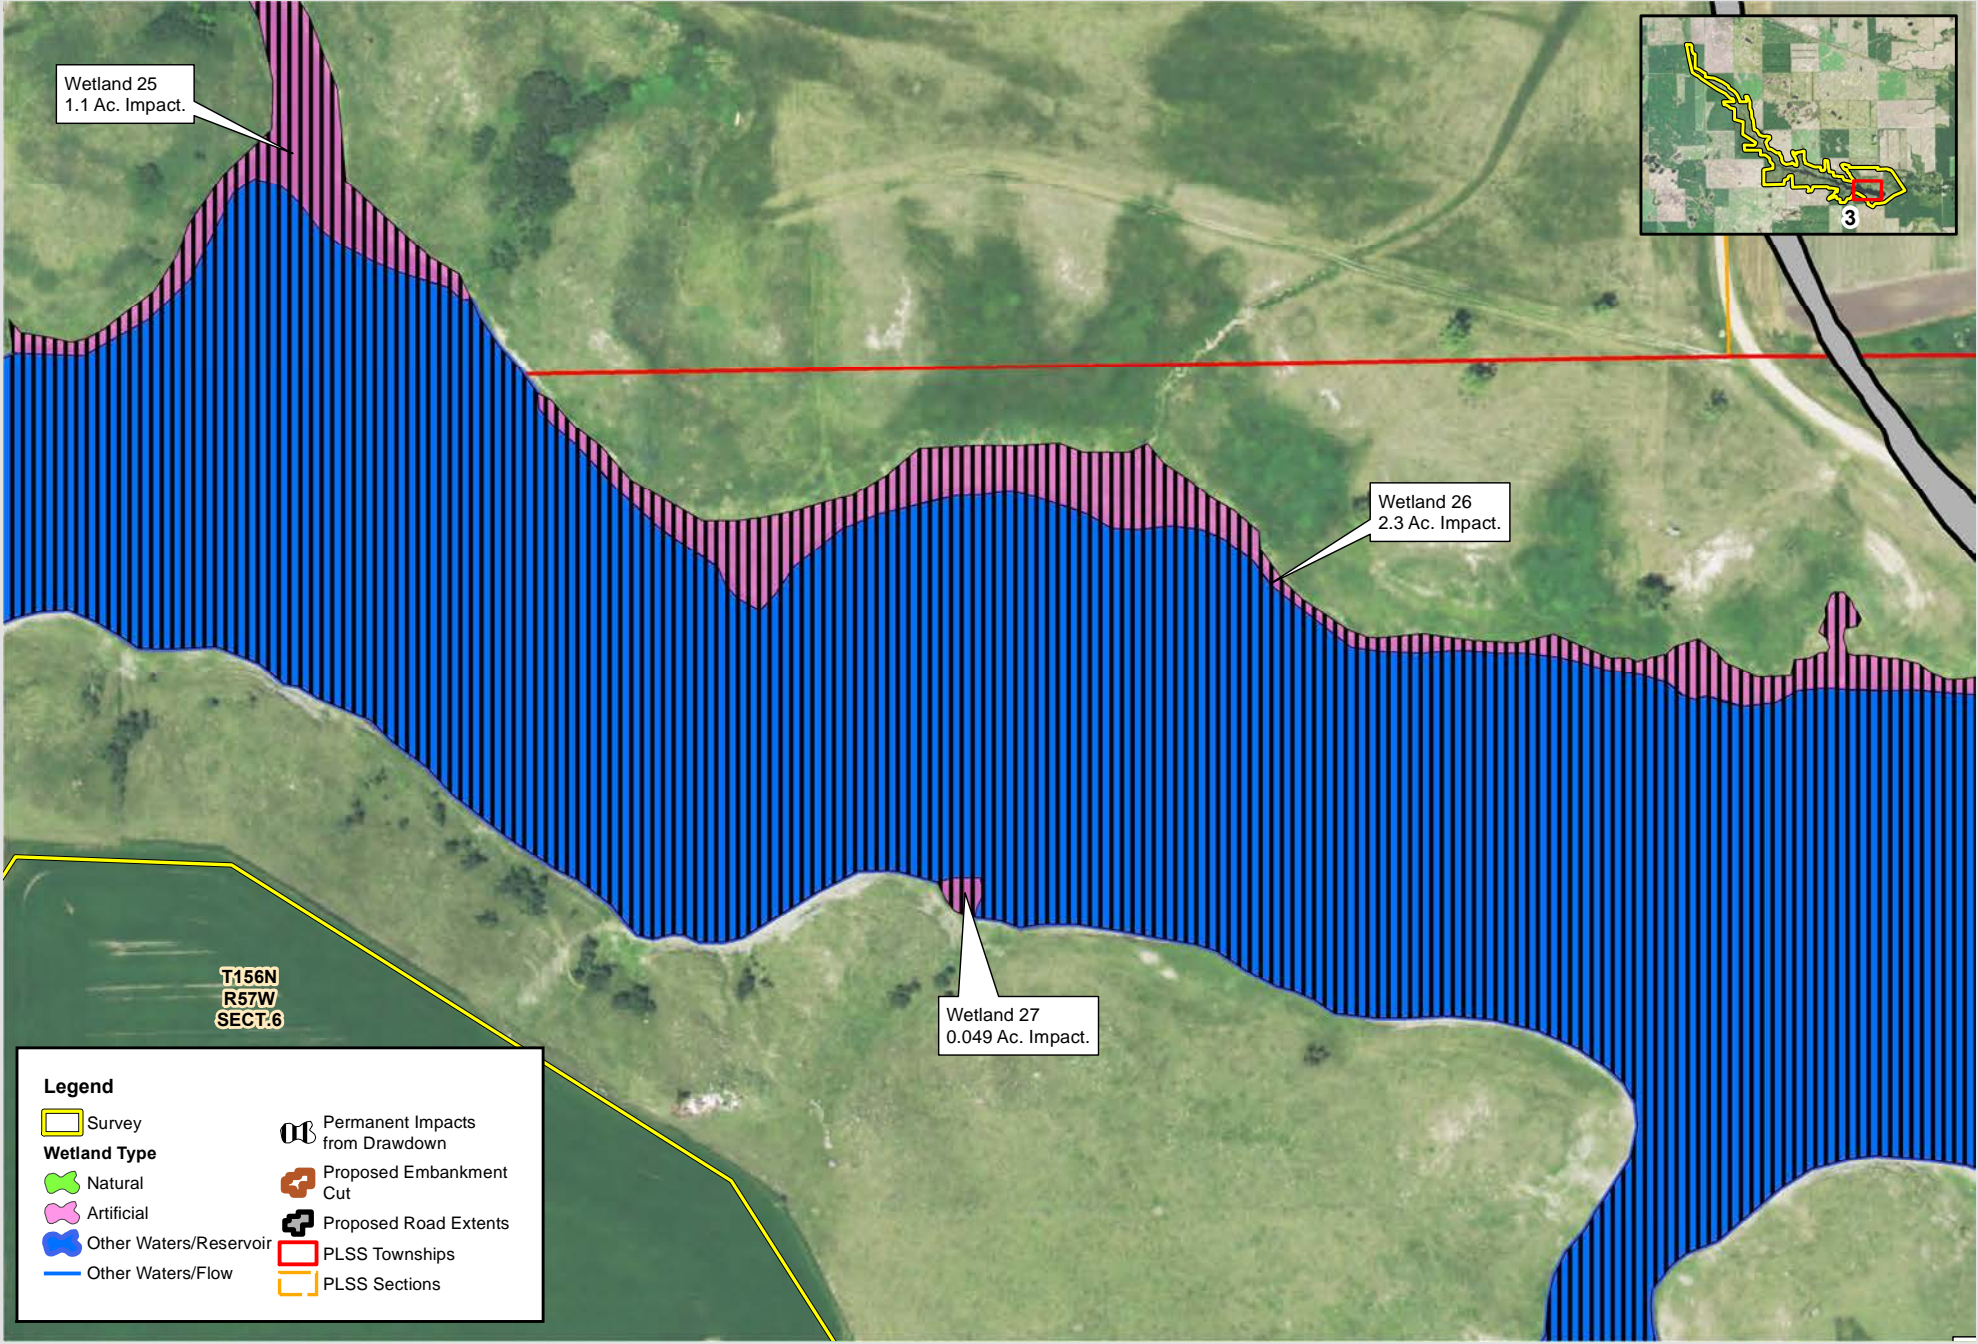 Wetland 25
1.1 Ac. Impact.
3
Wetland 26
2.3 Ac. Impact.
Wetland 27
0.049 Ac. Impact.
T156N
R57W
SECT.6
Legend
Survey
Wetland Type
Natural
Artificial
Other Waters/Reservoir
Other Waters/Flow
Permanent Impacts
from Drawdown
Proposed Embankment
Cut
Proposed Road Extents
PLSS Townships
PLSS Sections